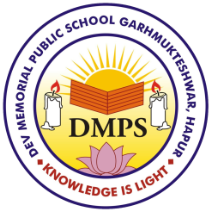 DEV MEMORIAL PUBLIC SCHOOL GARHMUKTESHWAR, HAPUR
DMPS
KNOWLEDGE IS LIGHT